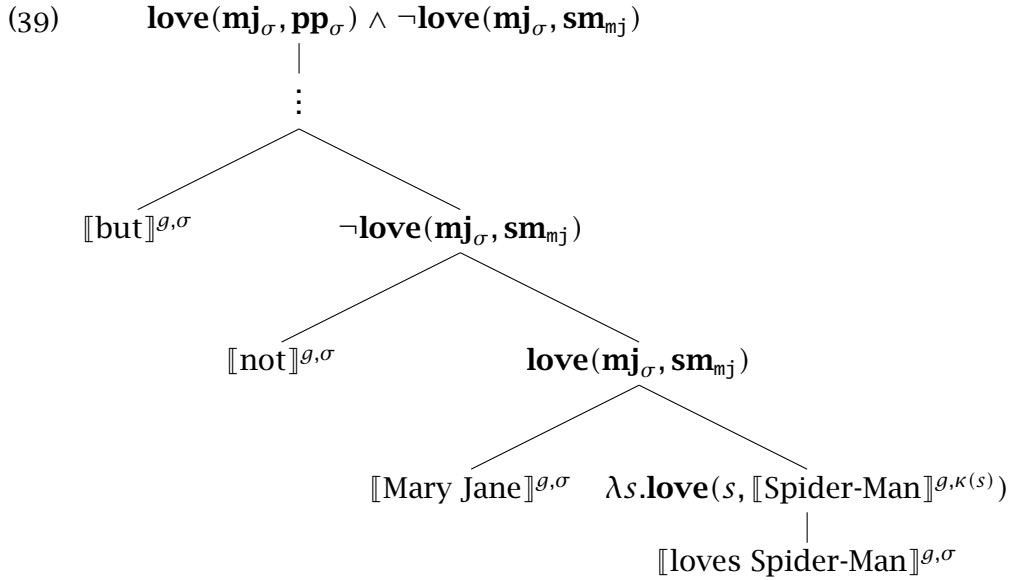 (39) love(mj_σ, pp_σ) ∧ ¬love(mj_σ, sm_mj)
⋮
⟦but⟧^{g,σ} ¬love(mj_σ, sm_mj)
⟦not⟧^{g,σ} love(mj_σ, sm_mj)
⟦Mary Jane⟧^{g,σ} λs.love(s, ⟦Spider-Man⟧^{g,κ(s)})
⟦loves Spider-Man⟧^{g,σ}